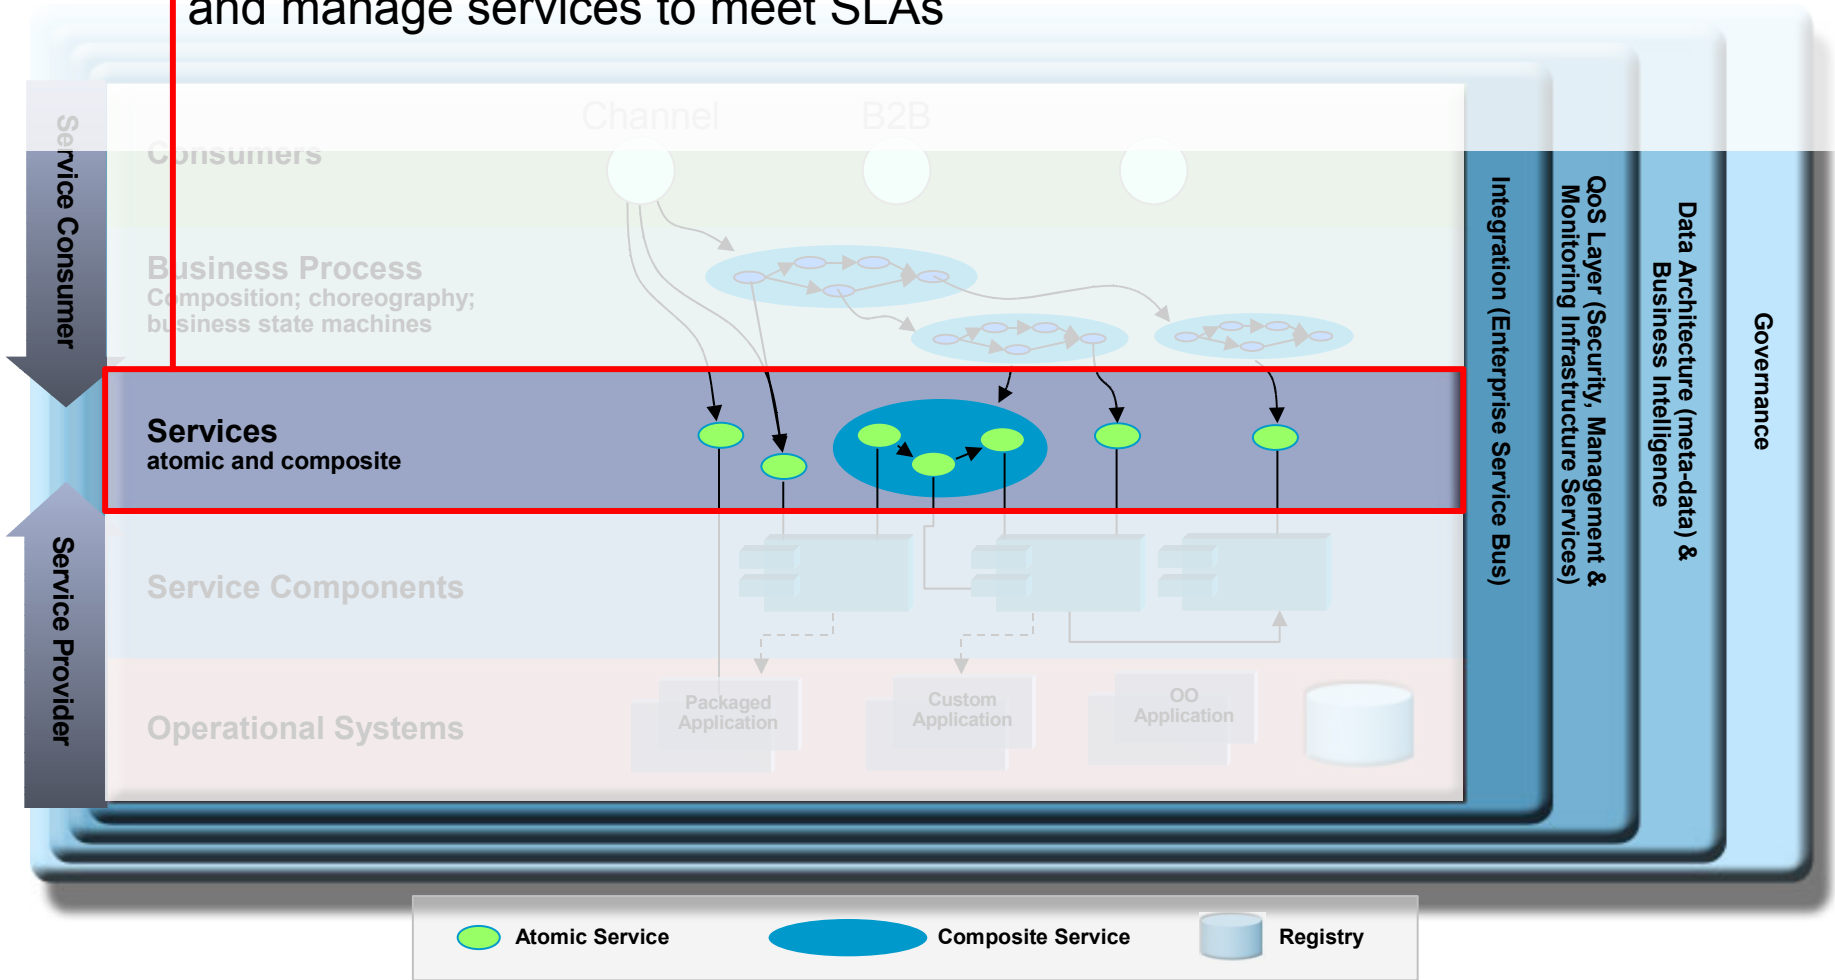 and manage services to meet SLAs
Channel
B2B
Consumers
Service Consumer
Business Process
Composition; choreography;
business state machines
Services
atomic and composite
Service Provider
Service Components
Operational Systems
Packaged
Application
Custom
Application
OO
Application
Integration (Enterprise Service Bus)
QoS Layer (Security, Management &
Monitoring Infrastructure Services)
Data Architecture (meta-data) &
Business Intelligence
Governance
Atomic Service
Composite Service
Registry